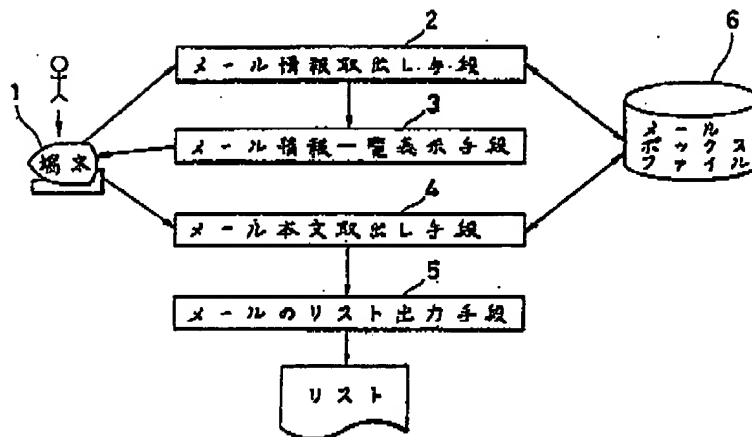 2
メール情報取出し手段
6
1
3
端末
メール情報一覧表示手段
メール
ボックス
ファイル
4
メール本文取出し手段
5
メールのリスト出力手段
リスト